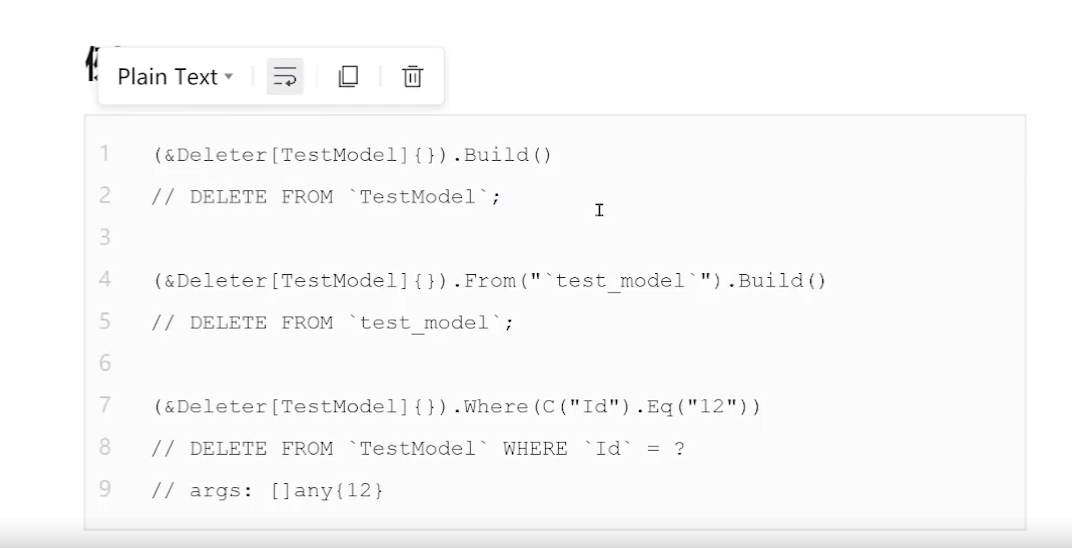 Plain Text
1 (&Deleter[TestModel]{}).Build()
2 // DELETE FROM `TestModel`;
3
4 (&Deleter[TestModel]{}).From("`test_model`").Build()
5 // DELETE FROM `test_model`;
6
7 (&Deleter[TestModel]{}).Where(C("Id").Eq("12"))
8 // DELETE FROM `TestModel` WHERE `Id` = ?
9 // args: []any{12}